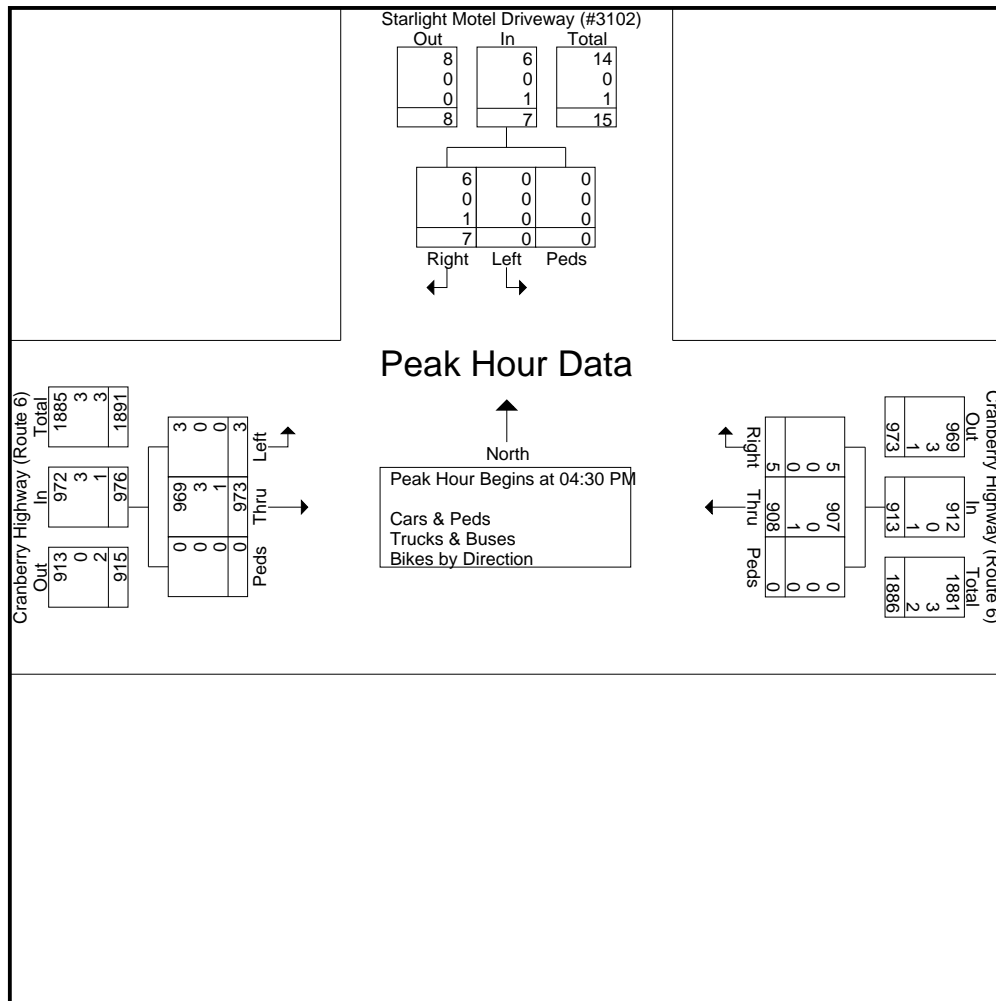 Starlight Motel Driveway (#3102)
Out In Total
8 6 14
0 0 0
0 1 1
8 7 15
6 0 0
0 0 0
1 0 0
7 0 0
Right Left Peds
Peak Hour Data
North
Peak Hour Begins at 04:30 PM
Cars & Peds
Trucks & Buses
Bikes by Direction
Cranberry Highway (Route 6)
Out In Total
913 972 1885
0 3 3
2 1 3
915 976 1891
Left Thru Peds
3 969 0
0 3 0
0 1 0
3 973 0
Cranberry Highway (Route 6)
Out In Total
969 912 1881
3 0 3
1 1 2
973 913 1886
Right Thru Peds
5 907 0
0 0 0
0 1 0
5 908 0